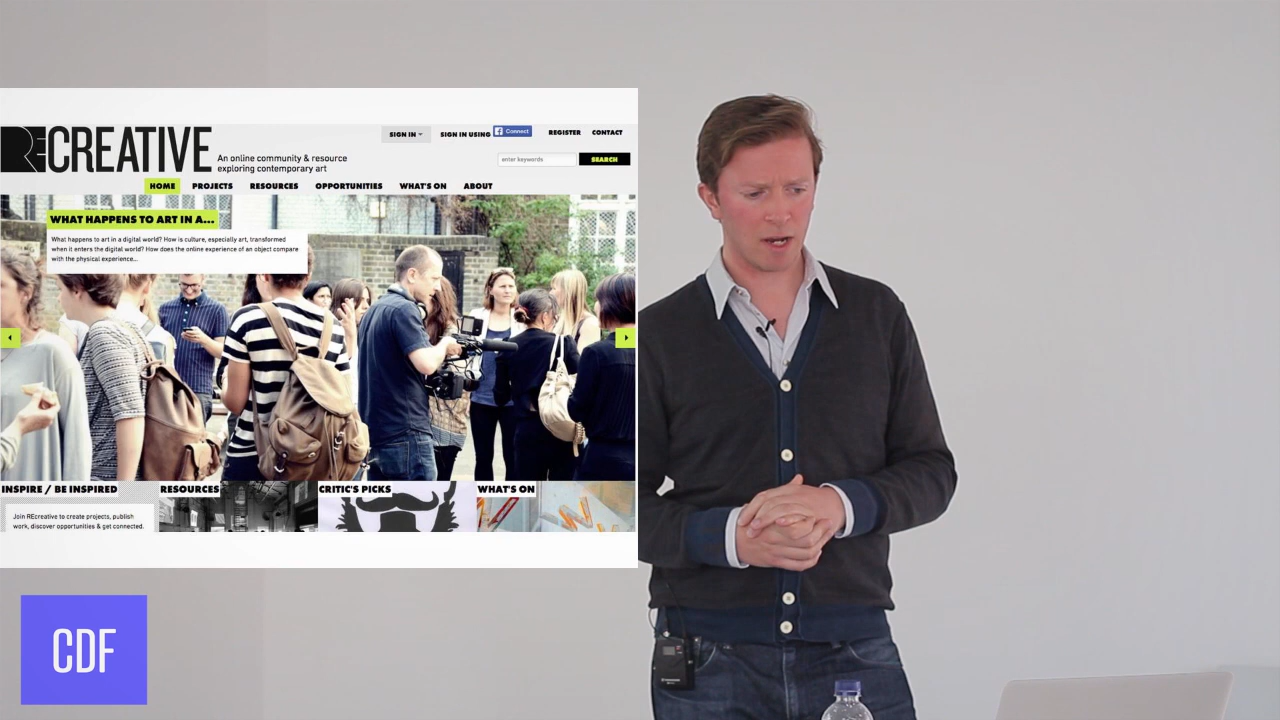 RECREATIVE
An online community & resource
exploring contemporary art
SIGN IN
SIGN IN USING
Connect
REGISTER
CONTACT
enter keywords
SEARCH
HOME
PROJECTS
RESOURCES
OPPORTUNITIES
WHAT'S ON
ABOUT
WHAT HAPPENS TO ART IN A...
What happens to art in a digital world? How is culture, especially art, transformed
when it enters the digital world? How does the online experience of an object compare
with the physical experience...
INSPIRE / BE INSPIRED
RESOURCES
CRITIC'S PICKS
WHAT'S ON
Join REcreative to create projects, publish
work, discover opportunities & get connected.
CDF